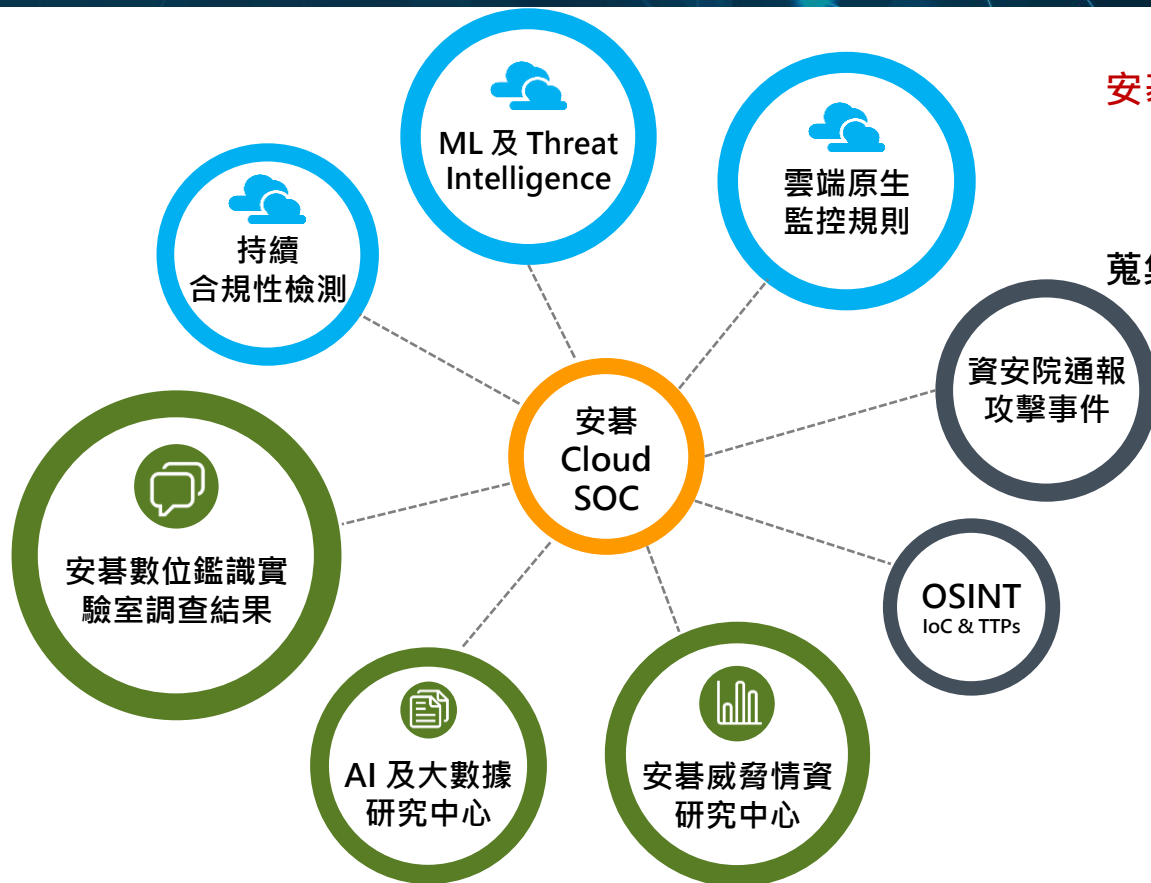 ML 及 Threat
Intelligence
雲端原生
監控規則
持續
合規性檢測
資安院通報
攻擊事件
安碁
Cloud
SOC
安碁數位鑑識實
驗室調查結果
OSINT
IoC & TTPs
AI 及大數據
研究中心
安碁威脅情資
研究中心
安
蒐